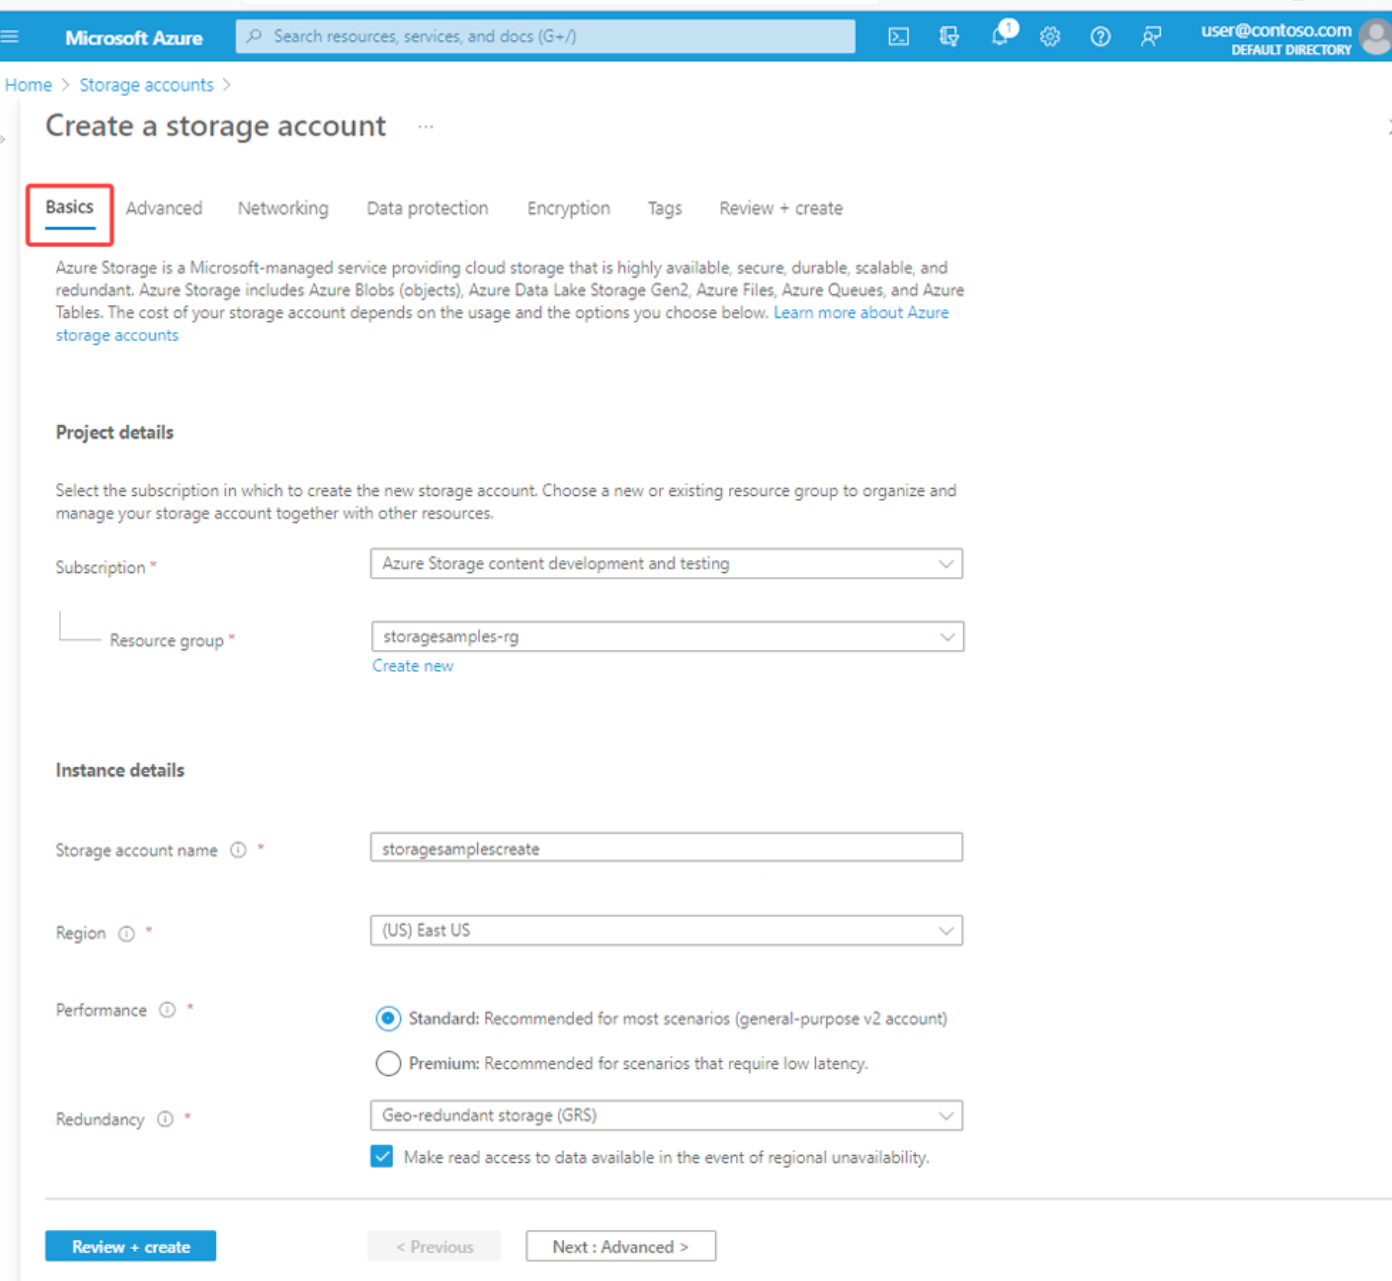 Microsoft Azure
Search resources, services, and docs (G+/)
1
user@contoso.com
DEFAULT DIRECTORY
Home > Storage accounts >
Create a storage account ...
Basics Advanced Networking Data protection Encryption Tags Review + create
Azure Storage is a Microsoft-managed service providing cloud storage that is highly available, secure, durable, scalable, and
redundant. Azure Storage includes Azure Blobs (objects), Azure Data Lake Storage Gen2, Azure Files, Azure Queues, and Azure
Tables. The cost of your storage account depends on the usage and the options you choose below. Learn more about Azure
storage accounts
Project details
Select the subscription in which to create the new storage account. Choose a new or existing resource group to organize and
manage your storage account together with other resources.
Subscription * Azure Storage content development and testing
Resource group * storagesamples-rg
Create new
Instance details
Storage account name * storagesamplescreate
Region * (US) East US
Performance *
Standard: Recommended for most scenarios (general-purpose v2 account)
Premium: Recommended for scenarios that require low latency.
Redundancy * Geo-redundant storage (GRS)
Make read access to data available in the event of regional unavailability.
Review + create < Previous Next : Advanced >